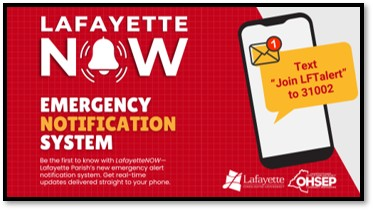 LAFAYETTE
NOW
EMERGENCY
NOTIFICATION
SYSTEM
Be the first to know with LafayetteNOW—
Lafayette Parish's new emergency alert
notification system. Get real-time
updates delivered straight to your phone.
1
Text
"Join LFTalert"
to 31002
Lafayette
OHSEP